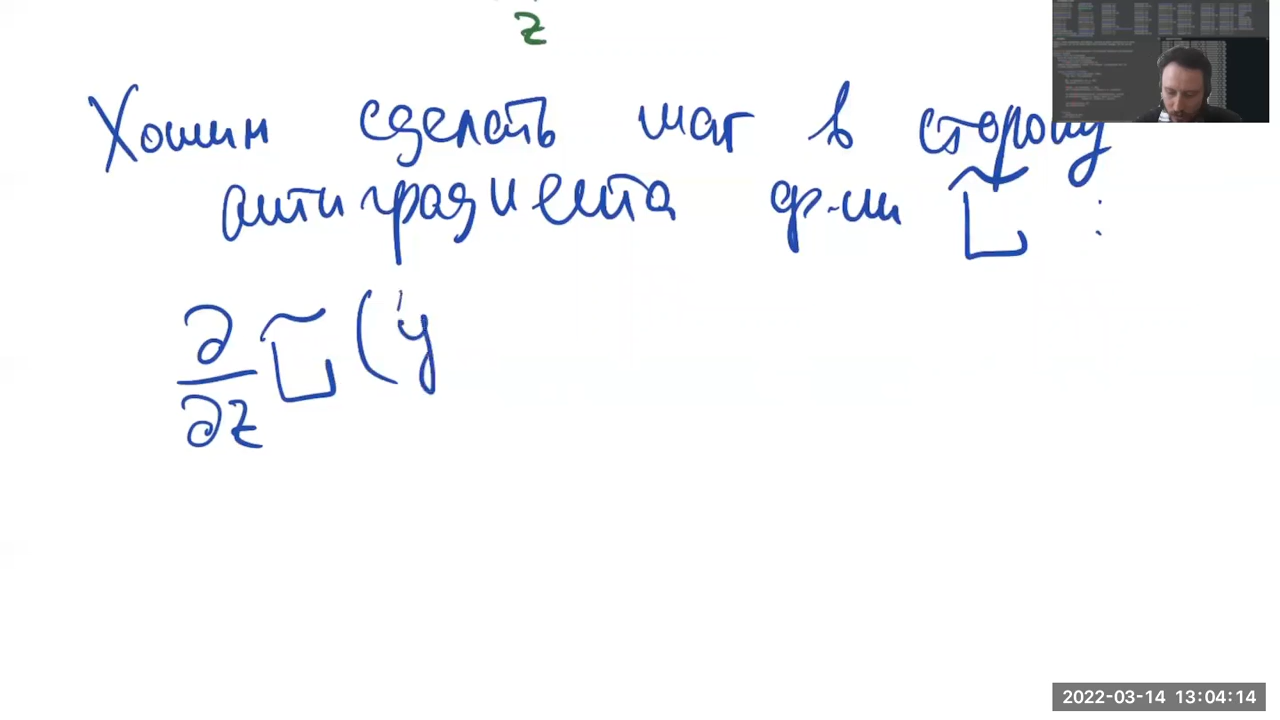 z
Хотим сделать шаг в сторону
антиградиента ф-ии L̃ :
∂/∂z L̃ (y
2022-03-14 13:04:14